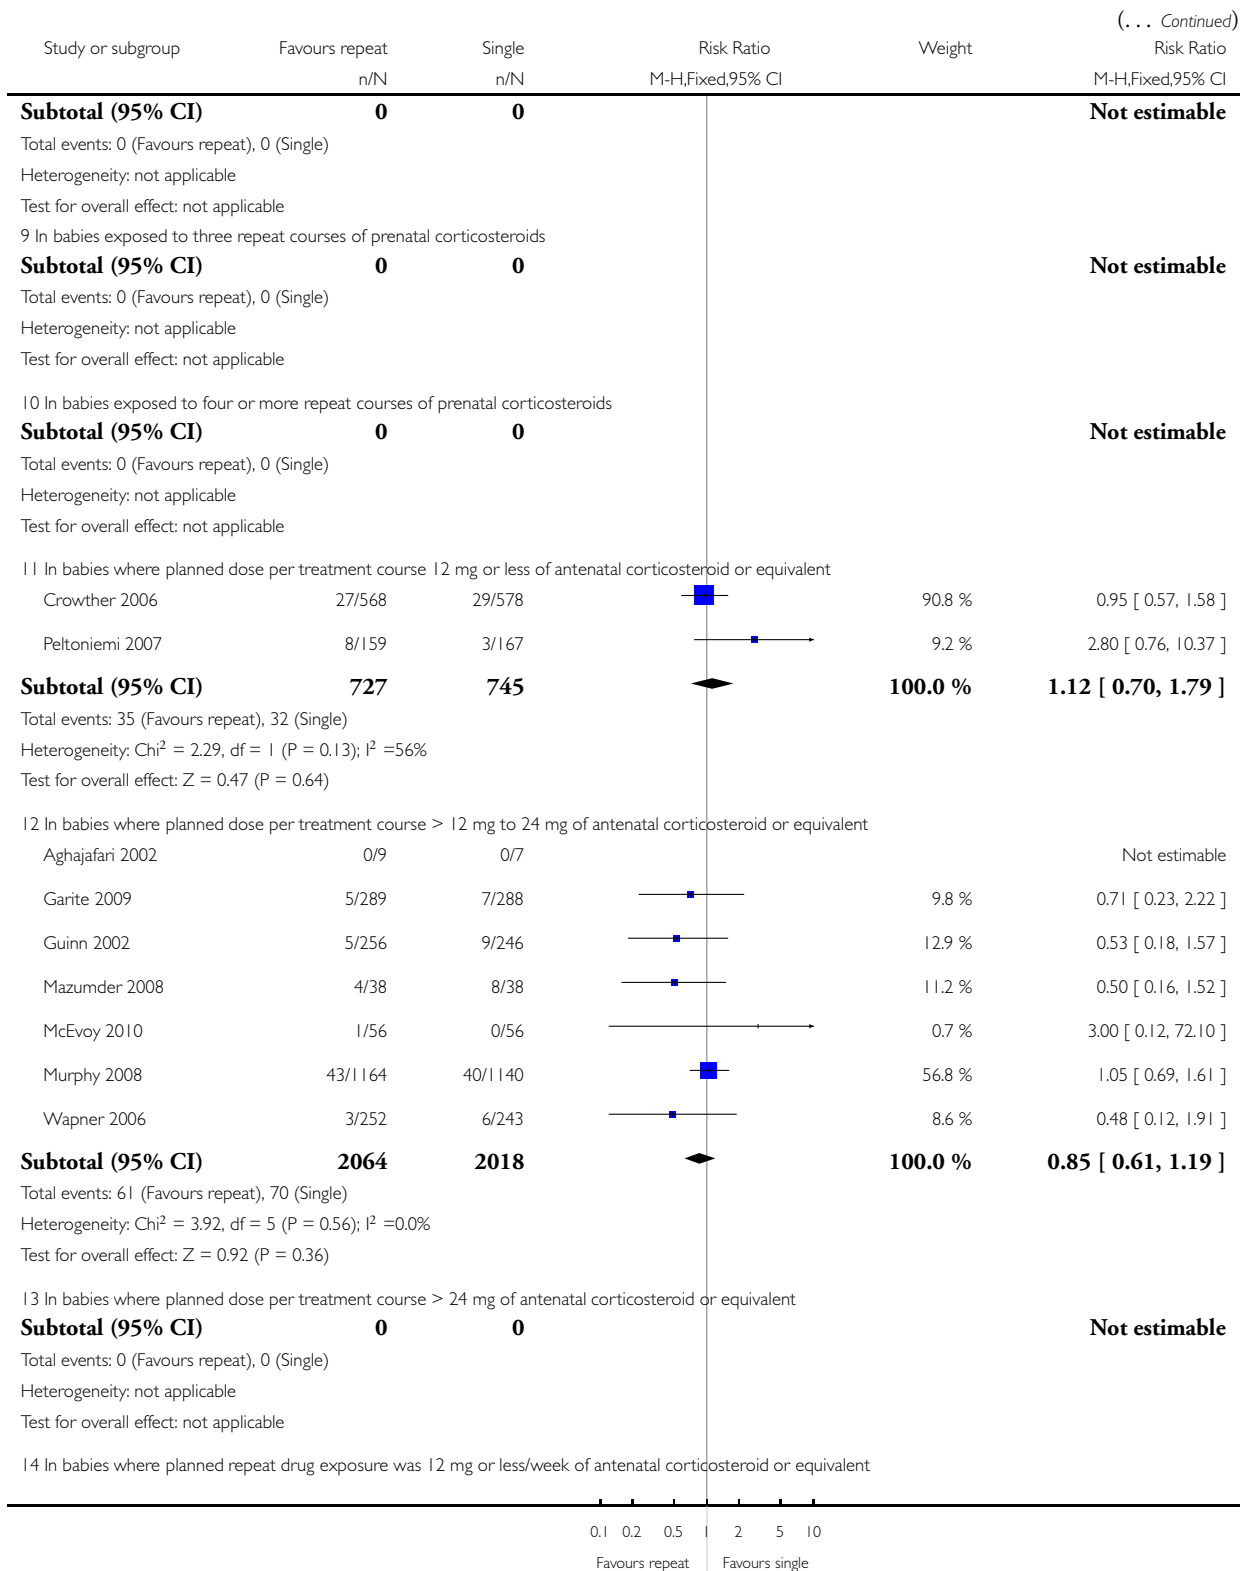 (... Continued)
Study or subgroup Favours repeat Single Risk Ratio Weight Risk Ratio
n/N n/N M-H,Fixed,95% CI M-H,Fixed,95% CI
Subtotal (95% CI) 0 0 Not estimable
Total events: 0 (Favours repeat), 0 (Single)
Heterogeneity: not applicable
Test for overall effect: not applicable
9 In babies exposed to three repeat courses of prenatal corticosteroids
Subtotal (95% CI) 0 0 Not estimable
Total events: 0 (Favours repeat), 0 (Single)
Heterogeneity: not applicable
Test for overall effect: not applicable
10 In babies exposed to four or more repeat courses of prenatal corticosteroids
Subtotal (95% CI) 0 0 Not estimable
Total events: 0 (Favours repeat), 0 (Single)
Heterogeneity: not applicable
Test for overall effect: not applicable
11 In babies where planned dose per treatment course 12 mg or less of antenatal corticosteroid or equivalent
Crowther 2006 27/568 29/578 90.8 % 0.95 [ 0.57, 1.58 ]
Peltoniemi 2007 8/159 3/167 9.2 % 2.80 [ 0.76, 10.37 ]
Subtotal (95% CI) 727 745 100.0 % 1.12 [ 0.70, 1.79 ]
Total events: 35 (Favours repeat), 32 (Single)
Heterogeneity: Chi² = 2.29, df = 1 (P = 0.13); I² =56%
Test for overall effect: Z = 0.47 (P = 0.64)
12 In babies where planned dose per treatment course > 12 mg to 24 mg of antenatal corticosteroid or equivalent
Aghajafari 2002 0/9 0/7 Not estimable
Garite 2009 5/289 7/288 9.8 % 0.71 [ 0.23, 2.22 ]
Guinn 2002 5/256 9/246 12.9 % 0.53 [ 0.18, 1.57 ]
Mazumder 2008 4/38 8/38 11.2 % 0.50 [ 0.16, 1.52 ]
McEvoy 2010 1/56 0/56 0.7 % 3.00 [ 0.12, 72.10 ]
Murphy 2008 43/1164 40/1140 56.8 % 1.05 [ 0.69, 1.61 ]
Wapner 2006 3/252 6/243 8.6 % 0.48 [ 0.12, 1.91 ]
Subtotal (95% CI) 2064 2018 100.0 % 0.85 [ 0.61, 1.19 ]
Total events: 61 (Favours repeat), 70 (Single)
Heterogeneity: Chi² = 3.92, df = 5 (P = 0.56); I² =0.0%
Test for overall effect: Z = 0.92 (P = 0.36)
13 In babies where planned dose per treatment course > 24 mg of antenatal corticosteroid or equivalent
Subtotal (95% CI) 0 0 Not estimable
Total events: 0 (Favours repeat), 0 (Single)
Heterogeneity: not applicable
Test for overall effect: not applicable
14 In babies where planned repeat drug exposure was 12 mg or less/week of antenatal corticosteroid or equivalent
0.1 0.2 0.5 1 2 5 10
Favours repeat Favours single